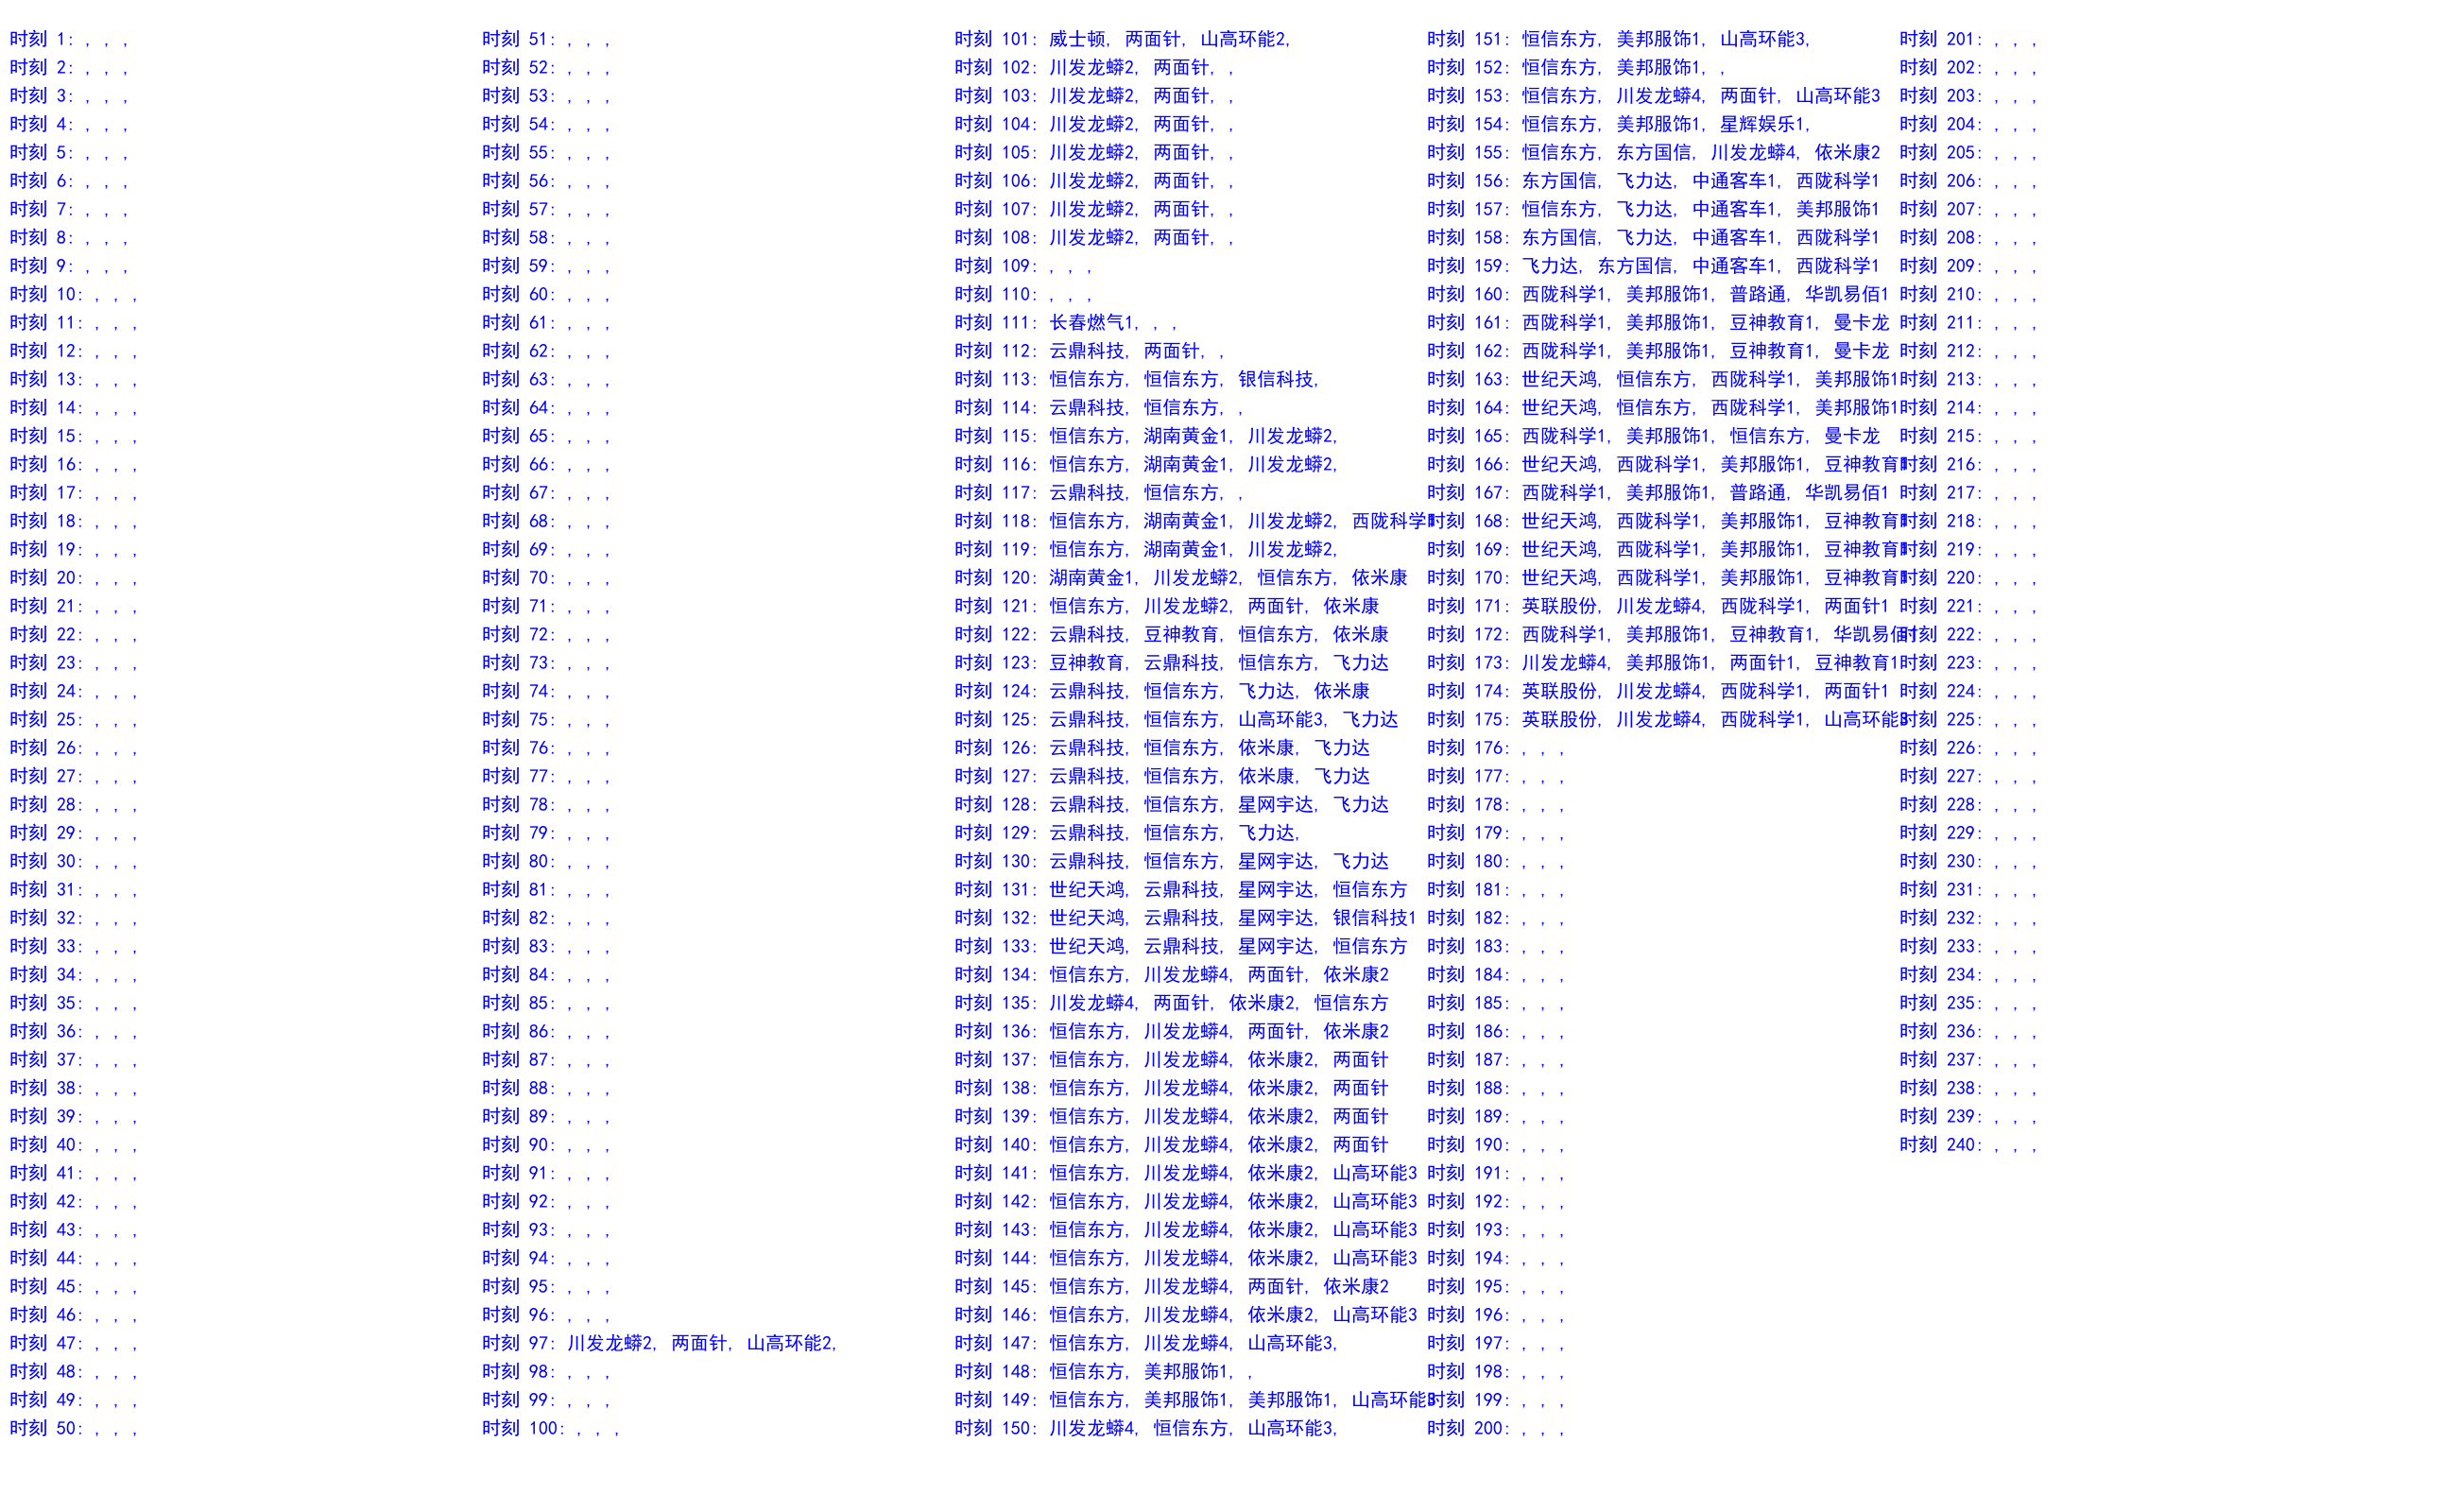 时刻 1: , , ,
时刻 2: , , ,
时刻 3: , , ,
时刻 4: , , ,
时刻 5: , , ,
时刻 6: , , ,
时刻 7: , , ,
时刻 8: , , ,
时刻 9: , , ,
时刻 10: , , ,
时刻 11: , , ,
时刻 12: , , ,
时刻 13: , , ,
时刻 14: , , ,
时刻 15: , , ,
时刻 16: , , ,
时刻 17: , , ,
时刻 18: , , ,
时刻 19: , , ,
时刻 20: , , ,
时刻 21: , , ,
时刻 22: , , ,
时刻 23: , , ,
时刻 24: , , ,
时刻 25: , , ,
时刻 26: , , ,
时刻 27: , , ,
时刻 28: , , ,
时刻 29: , , ,
时刻 30: , , ,
时刻 31: , , ,
时刻 32: , , ,
时刻 33: , , ,
时刻 34: , , ,
时刻 35: , , ,
时刻 36: , , ,
时刻 37: , , ,
时刻 38: , , ,
时刻 39: , , ,
时刻 40: , , ,
时刻 41: , , ,
时刻 42: , , ,
时刻 43: , , ,
时刻 44: , , ,
时刻 45: , , ,
时刻 46: , , ,
时刻 47: , , ,
时刻 48: , , ,
时刻 49: , , ,
时刻 50: , , ,
时刻 51: , , ,
时刻 52: , , ,
时刻 53: , , ,
时刻 54: , , ,
时刻 55: , , ,
时刻 56: , , ,
时刻 57: , , ,
时刻 58: , , ,
时刻 59: , , ,
时刻 60: , , ,
时刻 61: , , ,
时刻 62: , , ,
时刻 63: , , ,
时刻 64: , , ,
时刻 65: , , ,
时刻 66: , , ,
时刻 67: , , ,
时刻 68: , , ,
时刻 69: , , ,
时刻 70: , , ,
时刻 71: , , ,
时刻 72: , , ,
时刻 73: , , ,
时刻 74: , , ,
时刻 75: , , ,
时刻 76: , , ,
时刻 77: , , ,
时刻 78: , , ,
时刻 79: , , ,
时刻 80: , , ,
时刻 81: , , ,
时刻 82: , , ,
时刻 83: , , ,
时刻 84: , , ,
时刻 85: , , ,
时刻 86: , , ,
时刻 87: , , ,
时刻 88: , , ,
时刻 89: , , ,
时刻 90: , , ,
时刻 91: , , ,
时刻 92: , , ,
时刻 93: , , ,
时刻 94: , , ,
时刻 95: , , ,
时刻 96: , , ,
时刻 97: 川发龙蟒2, 两面针, 山高环能2,
时刻 98: , , ,
时刻 99: , , ,
时刻 100: , , ,
时刻 101: 威士顿, 两面针, 山高环能2,
时刻 102: 川发龙蟒2, 两面针, ,
时刻 103: 川发龙蟒2, 两面针, ,
时刻 104: 川发龙蟒2, 两面针, ,
时刻 105: 川发龙蟒2, 两面针, ,
时刻 106: 川发龙蟒2, 两面针, ,
时刻 107: 川发龙蟒2, 两面针, ,
时刻 108: 川发龙蟒2, 两面针, ,
时刻 109: , , ,
时刻 110: , , ,
时刻 111: 长春燃气1, , ,
时刻 112: 云鼎科技, 两面针, ,
时刻 113: 恒信东方, 恒信东方, 银信科技,
时刻 114: 云鼎科技, 恒信东方, ,
时刻 115: 恒信东方, 湖南黄金1, 川发龙蟒2,
时刻 116: 恒信东方, 湖南黄金1, 川发龙蟒2,
时刻 117: 云鼎科技, 恒信东方, ,
时刻 118: 恒信东方, 湖南黄金1, 川发龙蟒2, 西陇科学
时刻 119: 恒信东方, 湖南黄金1, 川发龙蟒2,
时刻 120: 湖南黄金1, 川发龙蟒2, 恒信东方, 依米康
时刻 121: 恒信东方, 川发龙蟒2, 两面针, 依米康
时刻 122: 云鼎科技, 豆神教育, 恒信东方, 依米康
时刻 123: 豆神教育, 云鼎科技, 恒信东方, 飞力达
时刻 124: 云鼎科技, 恒信东方, 飞力达, 依米康
时刻 125: 云鼎科技, 恒信东方, 山高环能3, 飞力达
时刻 126: 云鼎科技, 恒信东方, 依米康, 飞力达
时刻 127: 云鼎科技, 恒信东方, 依米康, 飞力达
时刻 128: 云鼎科技, 恒信东方, 星网宇达, 飞力达
时刻 129: 云鼎科技, 恒信东方, 飞力达,
时刻 130: 云鼎科技, 恒信东方, 星网宇达, 飞力达
时刻 131: 世纪天鸿, 云鼎科技, 星网宇达, 恒信东方
时刻 132: 世纪天鸿, 云鼎科技, 星网宇达, 银信科技1
时刻 133: 世纪天鸿, 云鼎科技, 星网宇达, 恒信东方
时刻 134: 恒信东方, 川发龙蟒4, 两面针, 依米康2
时刻 135: 川发龙蟒4, 两面针, 依米康2, 恒信东方
时刻 136: 恒信东方, 川发龙蟒4, 两面针, 依米康2
时刻 137: 恒信东方, 川发龙蟒4, 依米康2, 两面针
时刻 138: 恒信东方, 川发龙蟒4, 依米康2, 两面针
时刻 139: 恒信东方, 川发龙蟒4, 依米康2, 两面针
时刻 140: 恒信东方, 川发龙蟒4, 依米康2, 两面针
时刻 141: 恒信东方, 川发龙蟒4, 依米康2, 山高环能3
时刻 142: 恒信东方, 川发龙蟒4, 依米康2, 山高环能3
时刻 143: 恒信东方, 川发龙蟒4, 依米康2, 山高环能3
时刻 144: 恒信东方, 川发龙蟒4, 依米康2, 山高环能3
时刻 145: 恒信东方, 川发龙蟒4, 两面针, 依米康2
时刻 146: 恒信东方, 川发龙蟒4, 依米康2, 山高环能3
时刻 147: 恒信东方, 川发龙蟒4, 山高环能3,
时刻 148: 恒信东方, 美邦服饰1, ,
时刻 149: 恒信东方, 美邦服饰1, 美邦服饰1, 山高环能3
时刻 150: 川发龙蟒4, 恒信东方, 山高环能3,
时刻 151: 恒信东方, 美邦服饰1, 山高环能3,
时刻 152: 恒信东方, 美邦服饰1, ,
时刻 153: 恒信东方, 川发龙蟒4, 两面针, 山高环能3
时刻 154: 恒信东方, 美邦服饰1, 星辉娱乐1,
时刻 155: 恒信东方, 东方国信, 川发龙蟒4, 依米康2
时刻 156: 东方国信, 飞力达, 中通客车1, 西陇科学1
时刻 157: 恒信东方, 飞力达, 中通客车1, 美邦服饰1
时刻 158: 东方国信, 飞力达, 中通客车1, 西陇科学1
时刻 159: 飞力达, 东方国信, 中通客车1, 西陇科学1
时刻 160: 西陇科学1, 美邦服饰1, 普路通, 华凯易佰1
时刻 161: 西陇科学1, 美邦服饰1, 豆神教育1, 曼卡龙
时刻 162: 西陇科学1, 美邦服饰1, 豆神教育1, 曼卡龙
时刻 163: 世纪天鸿, 恒信东方, 西陇科学1, 美邦服饰1
时刻 164: 世纪天鸿, 恒信东方, 西陇科学1, 美邦服饰1
时刻 165: 西陇科学1, 美邦服饰1, 恒信东方, 曼卡龙
时刻 166: 世纪天鸿, 西陇科学1, 美邦服饰1, 豆神教育
时刻 167: 西陇科学1, 美邦服饰1, 普路通, 华凯易佰1
时刻 168: 世纪天鸿, 西陇科学1, 美邦服饰1, 豆神教育
时刻 169: 世纪天鸿, 西陇科学1, 美邦服饰1, 豆神教育
时刻 170: 世纪天鸿, 西陇科学1, 美邦服饰1, 豆神教育
时刻 171: 英联股份, 川发龙蟒4, 西陇科学1, 两面针1
时刻 172: 西陇科学1, 美邦服饰1, 豆神教育1, 华凯易佰1
时刻 173: 川发龙蟒4, 美邦服饰1, 两面针1, 豆神教育1
时刻 174: 英联股份, 川发龙蟒4, 西陇科学1, 两面针1
时刻 175: 英联股份, 川发龙蟒4, 西陇科学1, 山高环能3
时刻 176: , , ,
时刻 177: , , ,
时刻 178: , , ,
时刻 179: , , ,
时刻 180: , , ,
时刻 181: , , ,
时刻 182: , , ,
时刻 183: , , ,
时刻 184: , , ,
时刻 185: , , ,
时刻 186: , , ,
时刻 187: , , ,
时刻 188: , , ,
时刻 189: , , ,
时刻 190: , , ,
时刻 191: , , ,
时刻 192: , , ,
时刻 193: , , ,
时刻 194: , , ,
时刻 195: , , ,
时刻 196: , , ,
时刻 197: , , ,
时刻 198: , , ,
时刻 199: , , ,
时刻 200: , , ,
时刻 201: , , ,
时刻 202: , , ,
时刻 203: , , ,
时刻 204: , , ,
时刻 205: , , ,
时刻 206: , , ,
时刻 207: , , ,
时刻 208: , , ,
时刻 209: , , ,
时刻 210: , , ,
时刻 211: , , ,
时刻 212: , , ,
时刻 213: , , ,
时刻 214: , , ,
时刻 215: , , ,
时刻 216: , , ,
时刻 217: , , ,
时刻 218: , , ,
时刻 219: , , ,
时刻 220: , , ,
时刻 221: , , ,
时刻 222: , , ,
时刻 223: , , ,
时刻 224: , , ,
时刻 225: , , ,
时刻 226: , , ,
时刻 227: , , ,
时刻 228: , , ,
时刻 229: , , ,
时刻 230: , , ,
时刻 231: , , ,
时刻 232: , , ,
时刻 233: , , ,
时刻 234: , , ,
时刻 235: , , ,
时刻 236: , , ,
时刻 237: , , ,
时刻 238: , , ,
时刻 239: , , ,
时刻 240: , , ,